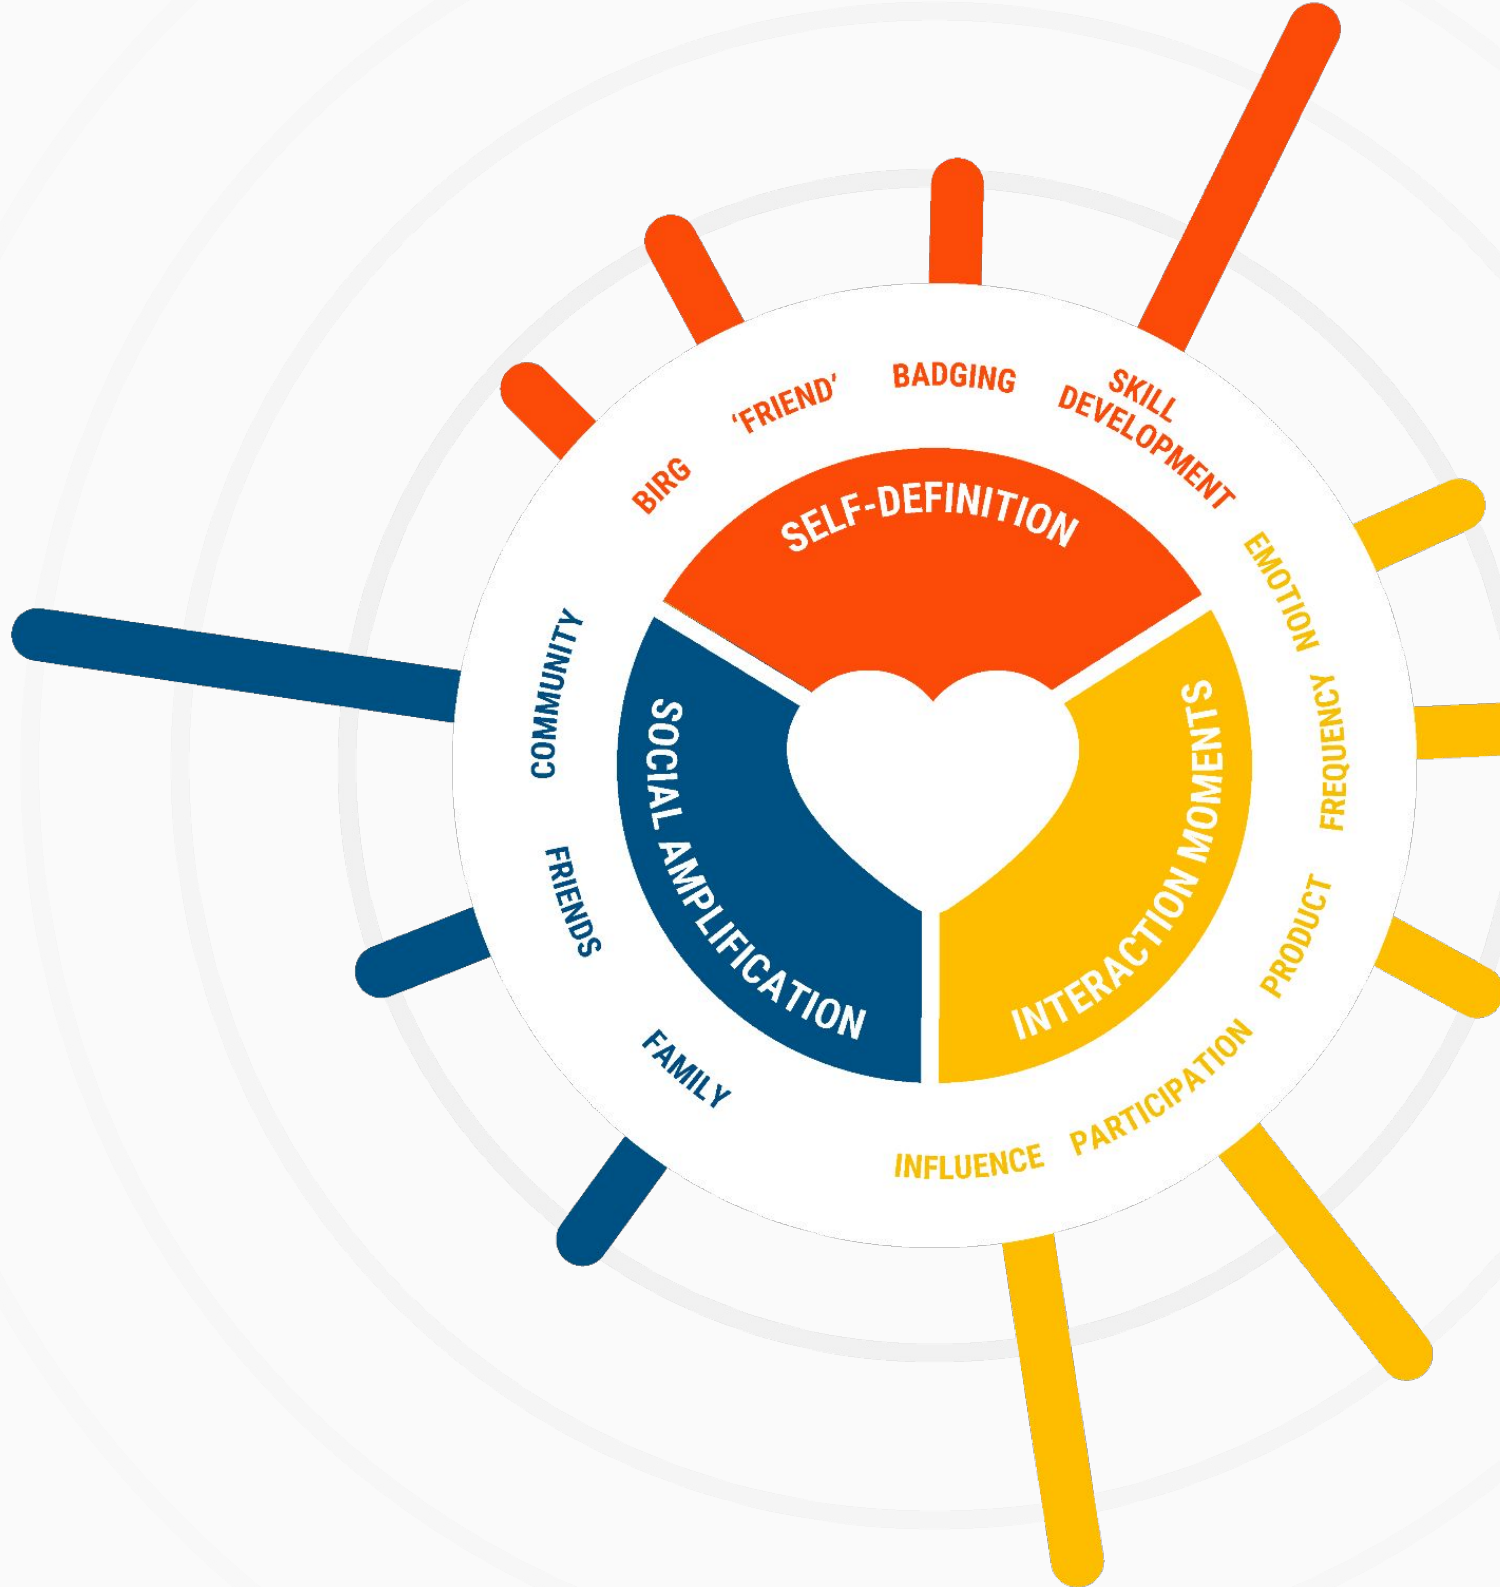 BIRG
‘FRIEND’
BADGING
SKILL
DEVELOPMENT
EMOTION
FREQUENCY
PRODUCT
PARTICIPATION
INFLUENCE
FAMILY
FRIENDS
COMMUNITY
SELF-DEFINITION
INTERACTION MOMENTS
SOCIAL AMPLIFICATION